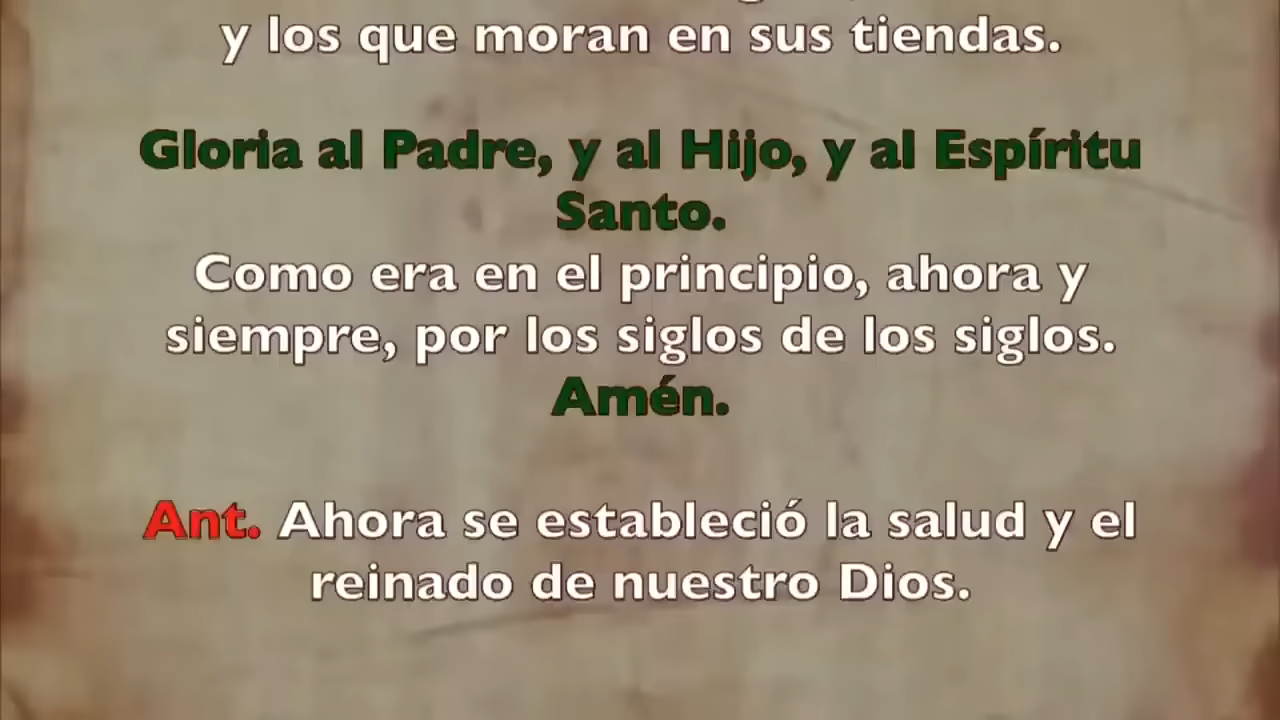 y los que moran en sus tiendas.
Gloria al Padre, y al Hijo, y al Espíritu
Santo.
Como era en el principio, ahora y
siempre, por los siglos de los siglos.
Amén.
Ant. Ahora se estableció la salud y el
reinado de nuestro Dios.